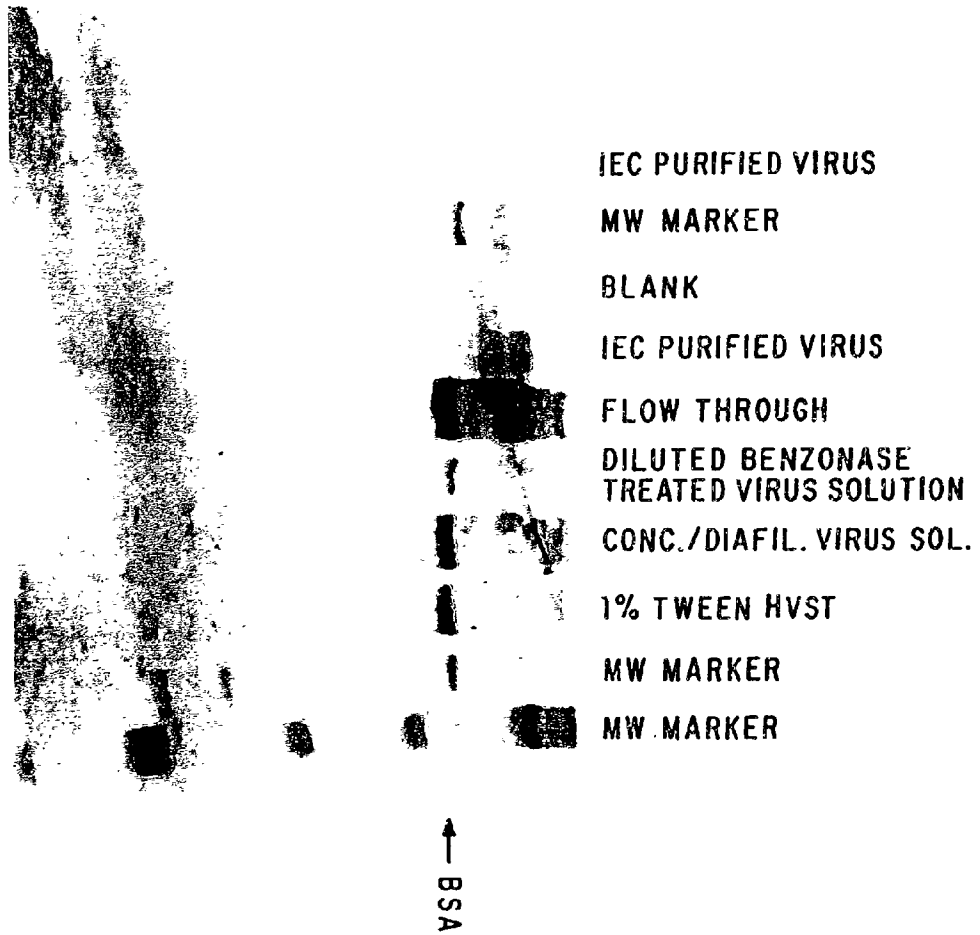 IEC PURIFIED VIRUS
MW MARKER
BLANK
IEC PURIFIED VIRUS
FLOW THROUGH
DILUTED BENZONASE
TREATED VIRUS SOLUTION
CONC./DIAFIL. VIRUS SOL.
1% TWEEN HVST
MW MARKER
MW MARKER
BSA